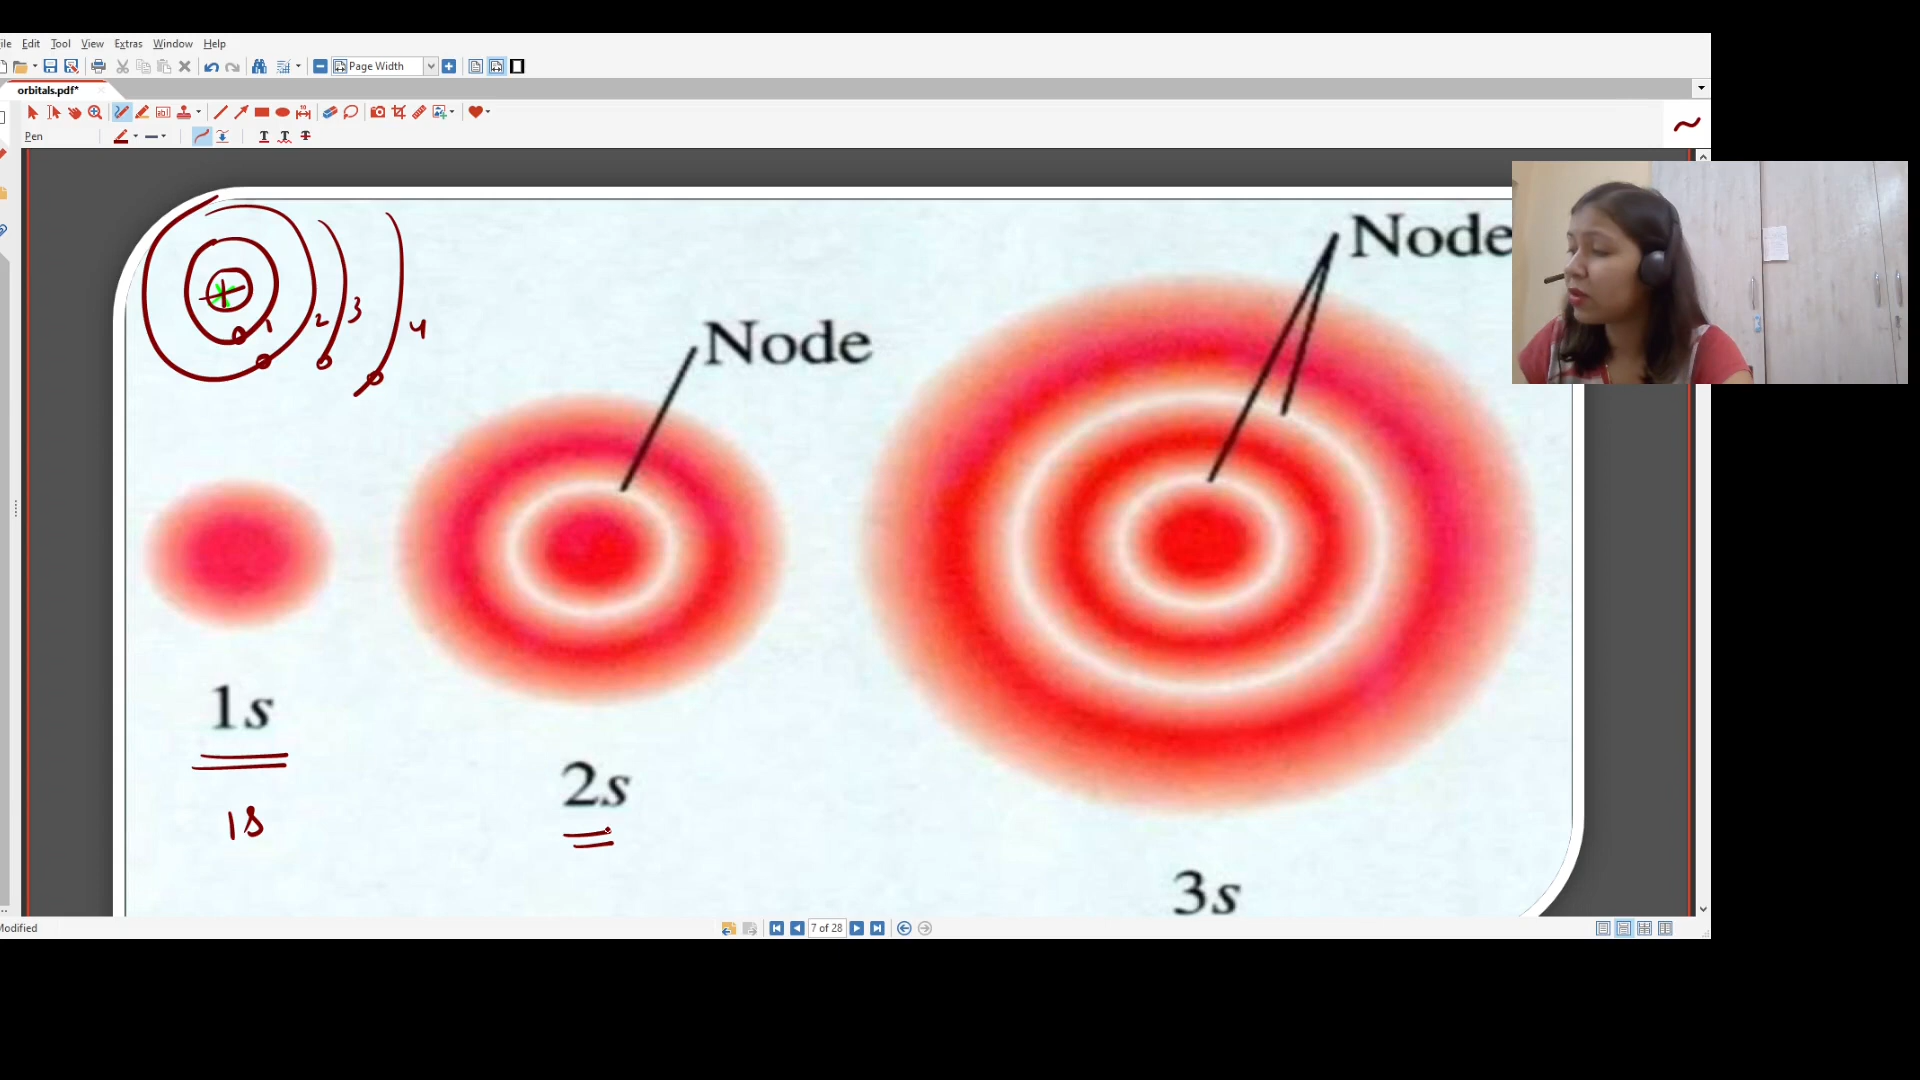 ile Edit Tool View Extras Window Help
Page Width
orbitals.pdf*
Pen
Node
Node
1
2
3
4
1s
1s
2s
3s
Modified
7 of 28